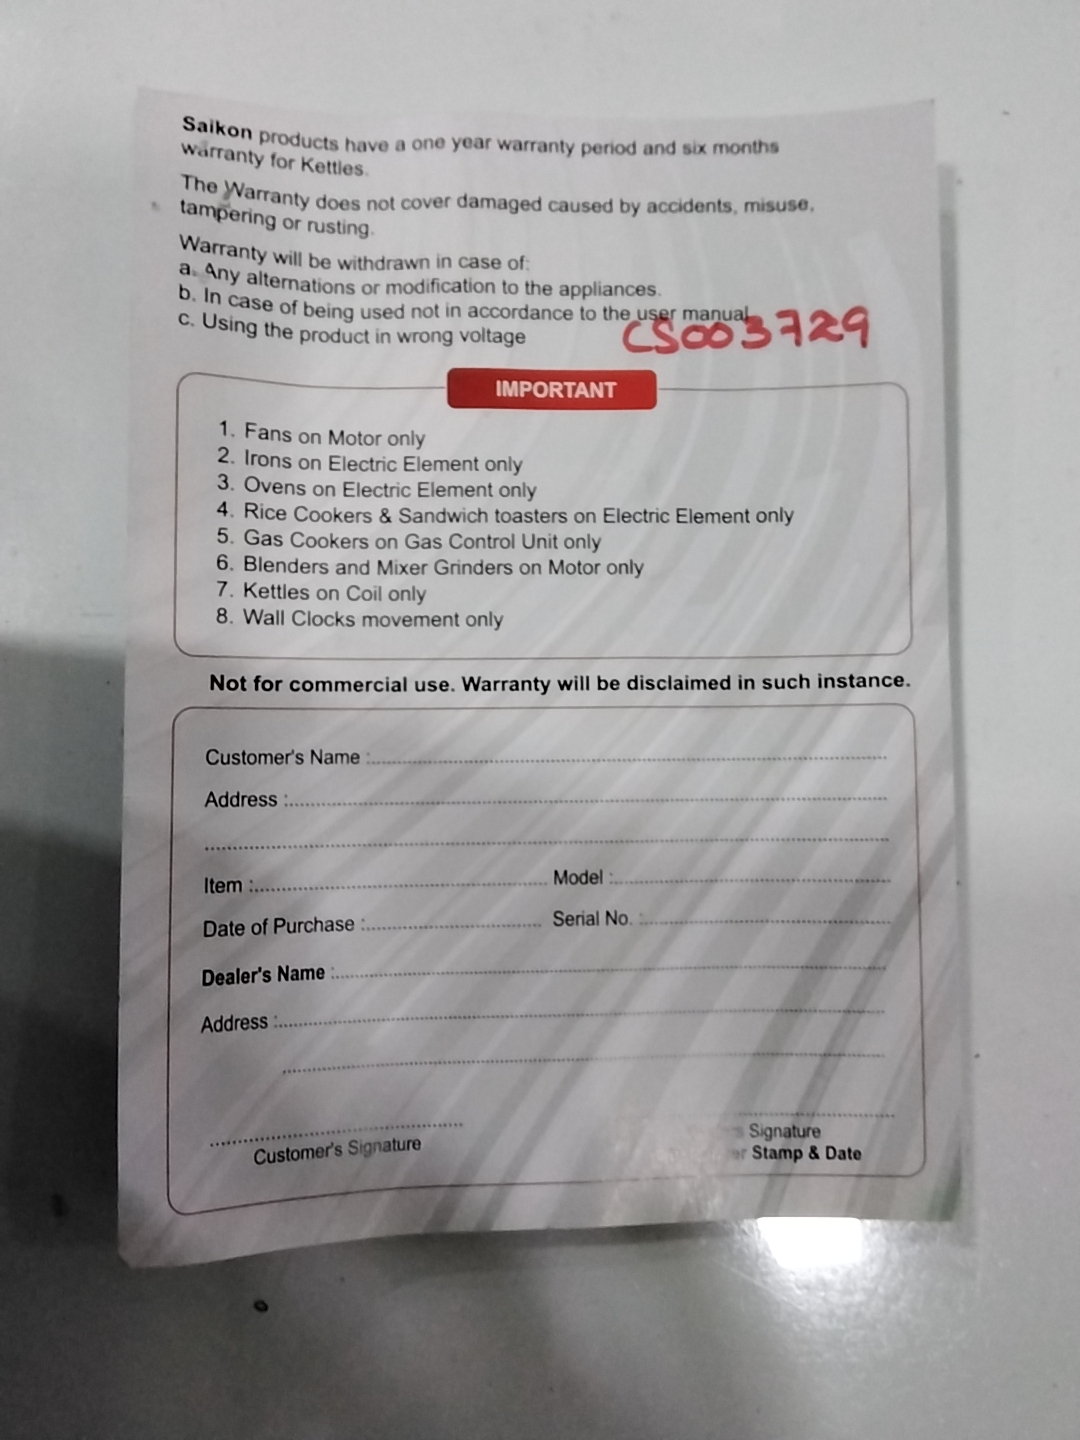 Saikon products have a one year warranty period and six months
warranty for Kettles.
The Warranty does not cover damaged caused by accidents, misuse,
tampering or rusting.
Warranty will be withdrawn in case of:
a. Any alternations or modification to the appliances.
b. In case of being used not in accordance to the user manual
c. Using the product in wrong voltage
CS003729
IMPORTANT
1. Fans on Motor only
2. Irons on Electric Element only
3. Ovens on Electric Element only
4. Rice Cookers & Sandwich toasters on Electric Element only
5. Gas Cookers on Gas Control Unit only
6. Blenders and Mixer Grinders on Motor only
7. Kettles on Coil only
8. Wall Clocks movement only
Not for commercial use. Warranty will be disclaimed in such instance.
Customer's Name :
Address :
Item : Model :
Date of Purchase : Serial No. :
Dealer's Name :
Address :
Customer's Signature
Signature
Stamp & Date